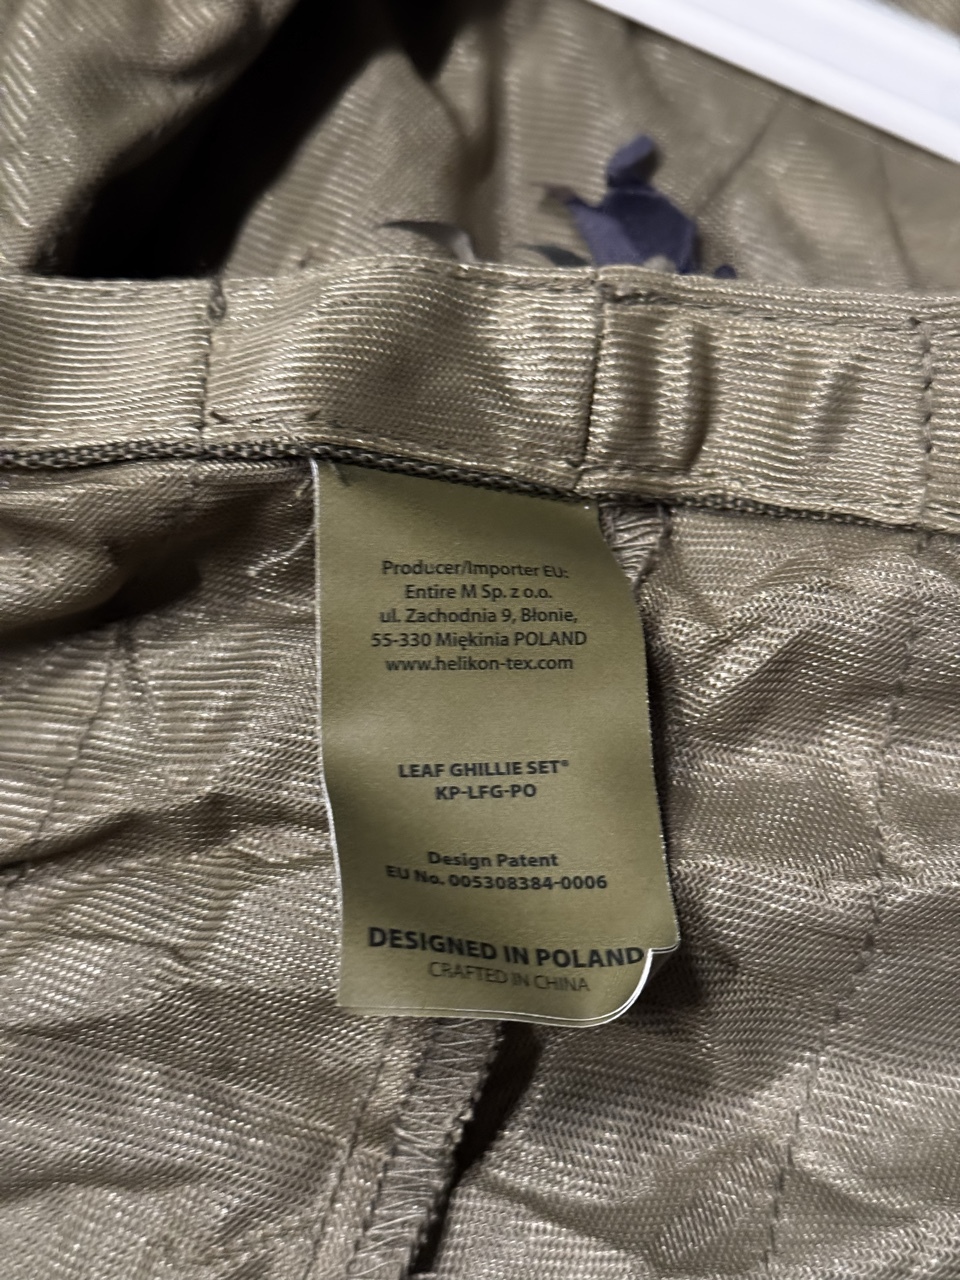 Producer/Importer EU:
Entire M Sp. z o.o.
ul. Zachodnia 9, Błonie,
55-330 Miękinia POLAND
www.helikon-tex.com
LEAF GHILLIE SET®
KP-LFG-PO
Design Patent
EU No. 005308384-0006
DESIGNED IN POLAND
CRAFTED IN CHINA